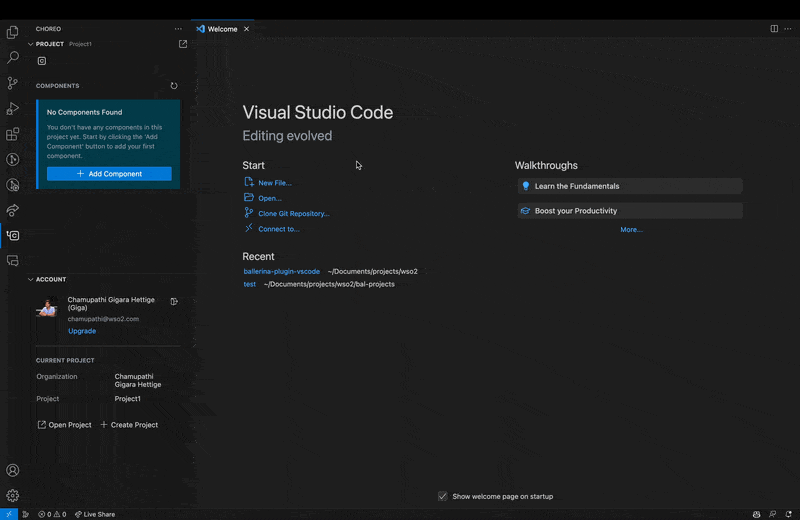 CHOREO
PROJECT Project1
COMPONENTS
No Components Found
You don't have any components in this
project yet. Start by clicking the 'Add
Component' button to add your first
component.
Add Component
ACCOUNT
Chamupathi Gigara Hettige
(Giga)
chamupathi@wso2.com
Upgrade
CURRENT PROJECT
Organization Chamupathi
Gigara Hettige
Project Project1
Open Project Create Project
Welcome
Visual Studio Code
Editing evolved
Start
New File...
Open...
Clone Git Repository...
Connect to...
Recent
ballerina-plugin-vscode ~/Documents/projects/wso2
test ~/Documents/projects/wso2/bal-projects
Walkthroughs
Learn the Fundamentals
Boost your Productivity
More...
Show welcome page on startup
0 0 Live Share